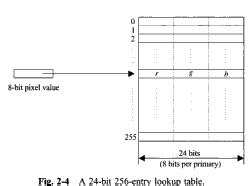 0
1
2
r g b
8-bit pixel value
255
24 bits
(8 bits per primary)
Fig. 2-4 A 24-bit 256-entry lookup table.